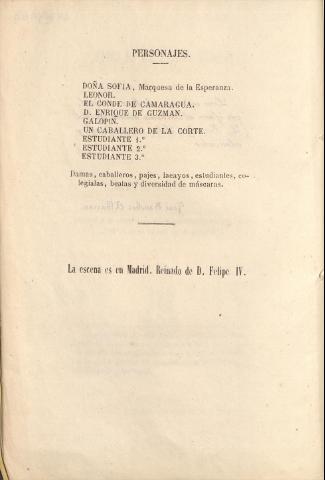 PERSONAJES.
DOÑA SOFIA, Marquesa de la Esperanza.
LEONOR.
EL CONDE DE CAMARAGUA.
D. ENRIQUE DE GUZMAN.
GALOPIN.
UN CABALLERO DE LA CORTE.
ESTUDIANTE 1.º
ESTUDIANTE 2.º
ESTUDIANTE 3.º
Damas, caballeros, pajes, lacayos, estudiantes, co-
legialas, beatas y diversidad de máscaras.
La escena es en Madrid. Reinado de D. Felipe IV.